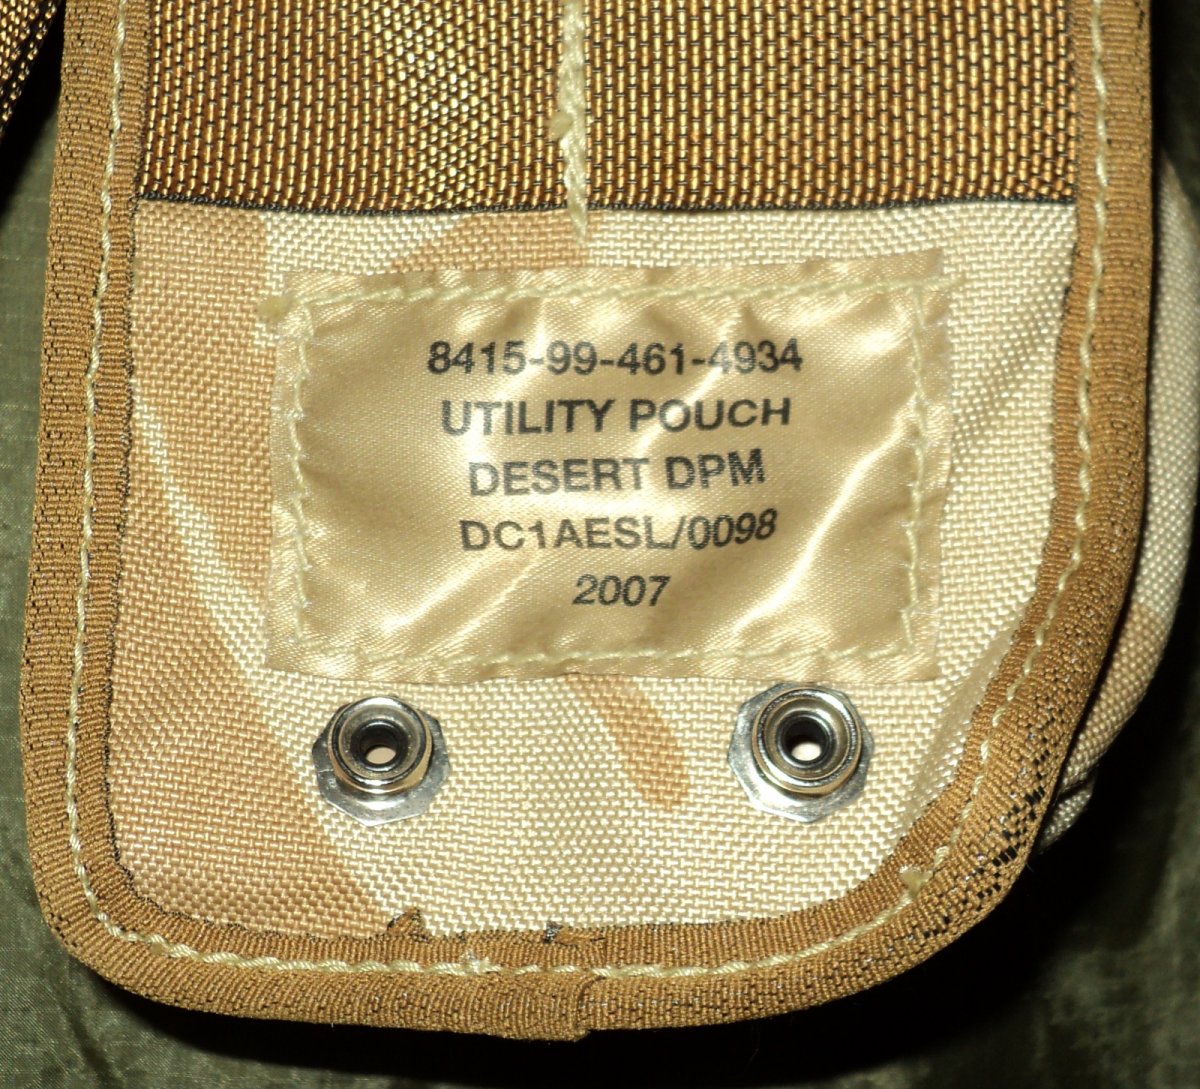 8415-99-461-4934
UTILITY POUCH
DESERT DPM
DC1AESL/0098
2007